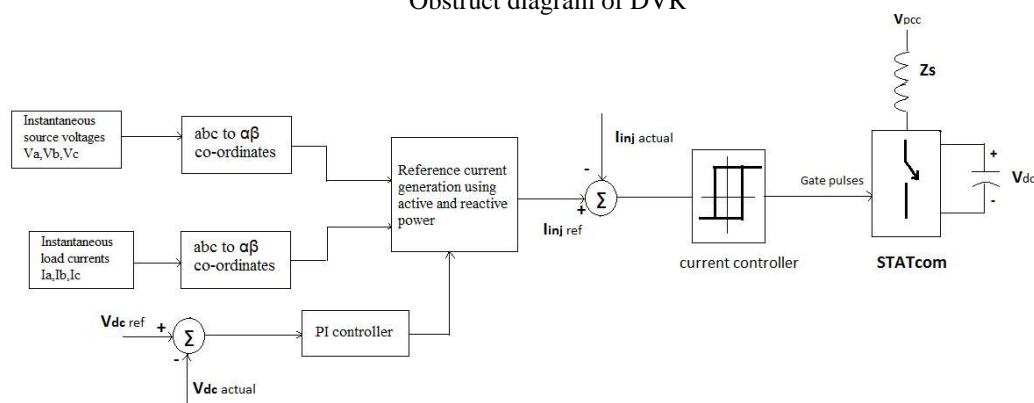 Obstruct diagram of DVR
Vpcc
Zs
Instantaneous
source voltages
Va,Vb,Vc
abc to αβ
co-ordinates
Reference current
generation using
active and reactive
power
Iinj actual
-
Σ
+
Iinj ref
current controller
Gate pulses
STATcom
+
Vdc
-
Instantaneous
load currents
Ia,Ib,Ic
abc to αβ
co-ordinates
Vdc ref
+
Σ
-
Vdc actual
PI controller